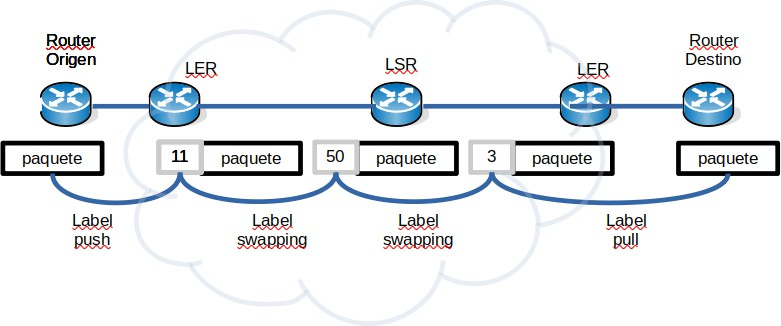 Router
Origen
LER
LSR
LER
Router
Destino
paquete
11
paquete
50
paquete
3
paquete
paquete
Label
push
Label
swapping
Label
swapping
Label
pull